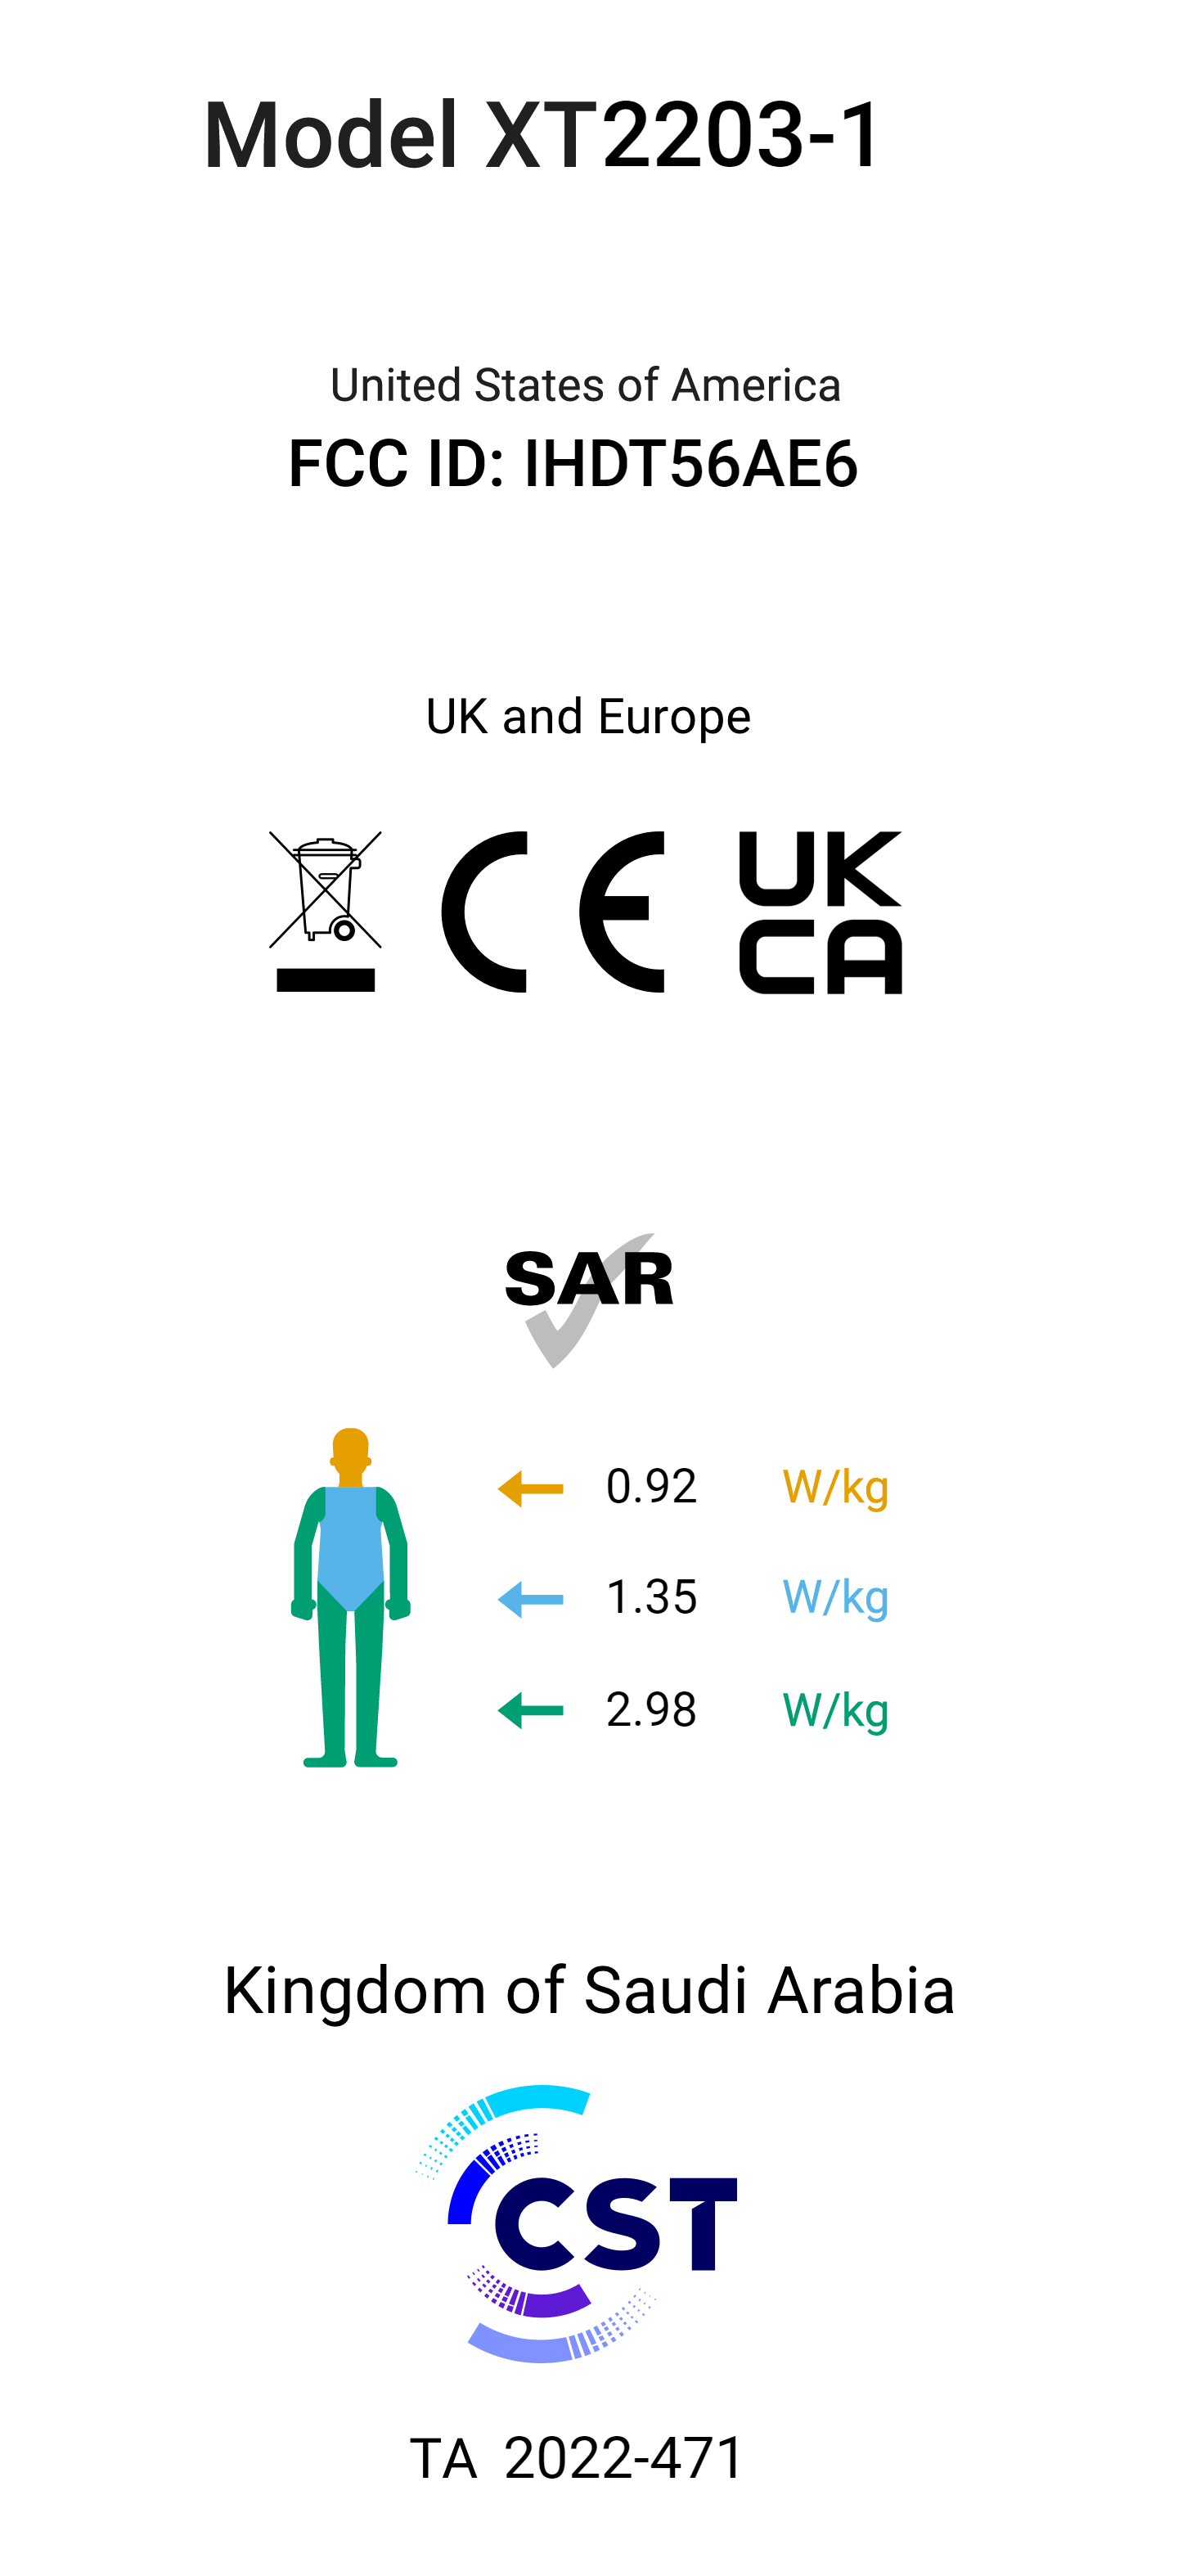 Model XT2203-1
United States of America
FCC ID: IHDT56AE6
UK and Europe
CE
UK
CA
SAR
0.92 W/kg
1.35 W/kg
2.98 W/kg
Kingdom of Saudi Arabia
CST
TA 2022-471